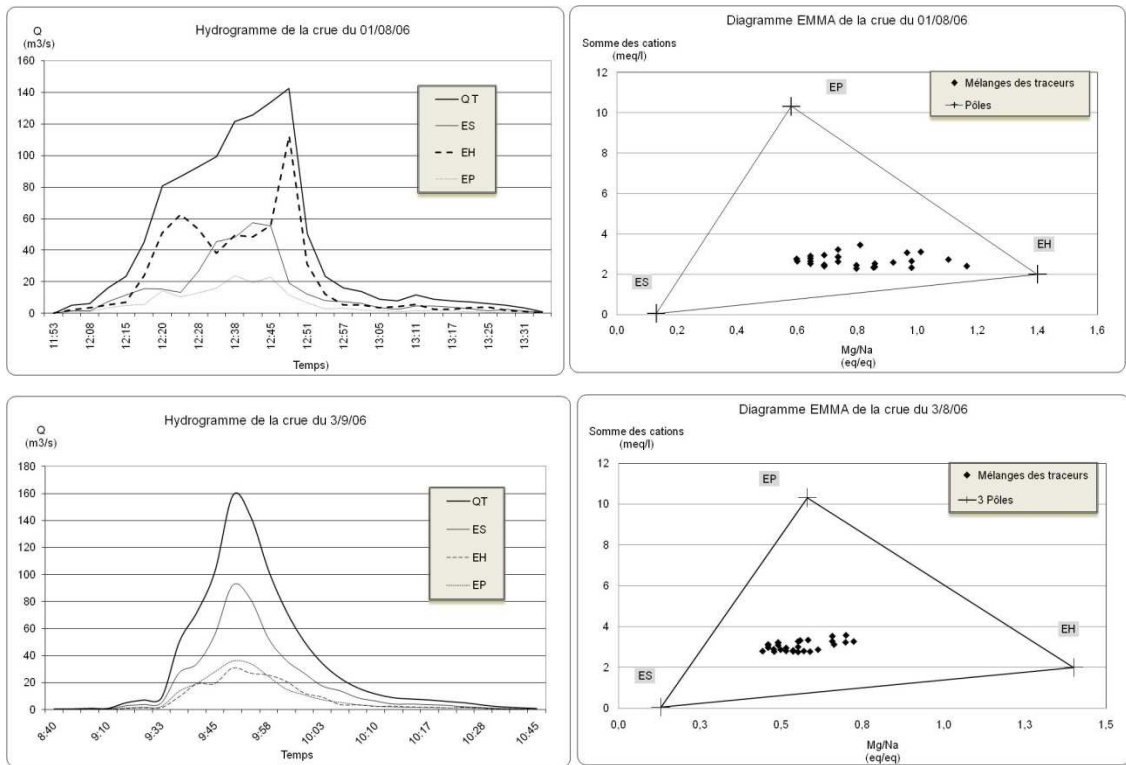 Hydrogramme de la crue du 01/08/06
Q
(m3/s)
160
140
120
100
80
60
40
20
0
QT
ES
EH
EP
11:53
12:08
12:15
12:20
12:28
12:38
12:45
12:51
12:57
13:05
13:11
13:17
13:25
13:31
Temps)
Diagramme EMMA de la crue du 01/08/06
Somme des cations
(meq/l)
12
10
8
6
4
2
0
EP
EH
ES
Mélanges des traceurs
Pôles
0,0
0,2
0,4
0,6
0,8
1,0
1,2
1,4
1,6
Mg/Na
(eq/eq)
Hydrogramme de la crue du 3/9/06
Q
(m3/s)
180
160
140
120
100
80
60
40
20
0
QT
ES
EH
EP
8:40
9:10
9:33
9:45
9:58
10:03
10:10
10:17
10:28
10:45
Temps
Diagramme EMMA de la crue du 3/8/06
Somme des cations
(meq/l)
12
10
8
6
4
2
0
EP
EH
ES
Mélanges des traceurs
3 Pôles
0,0
0,3
0,5
0,8
1,0
1,3
1,5
Mg/Na
(eq/eq)